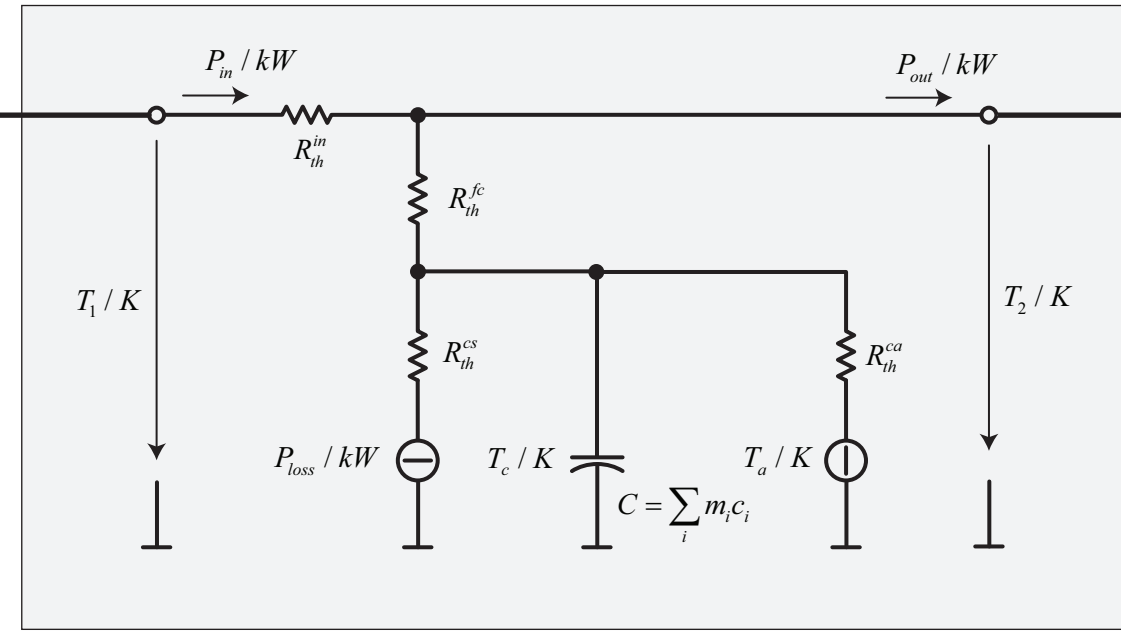 P_in / kW
P_out / kW
R_th^in
R_th^fc
T_1 / K
T_2 / K
R_th^cs
R_th^ca
P_loss / kW
T_c / K
T_a / K
C = ∑_i m_i c_i